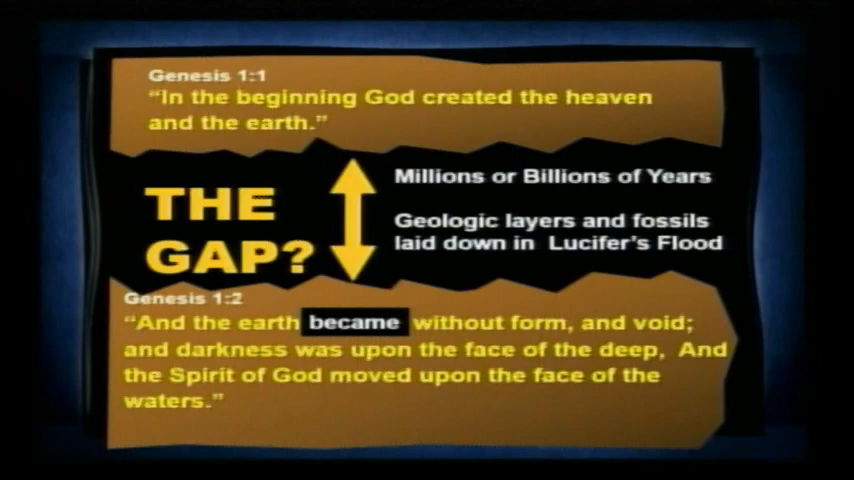 Genesis 1:1
“In the beginning God created the heaven
and the earth.”
THE
GAP?
Millions or Billions of Years
Geologic layers and fossils
laid down in Lucifer's Flood
Genesis 1:2
“And the earth became without form, and void;
and darkness was upon the face of the deep, And
the Spirit of God moved upon the face of the
waters.”